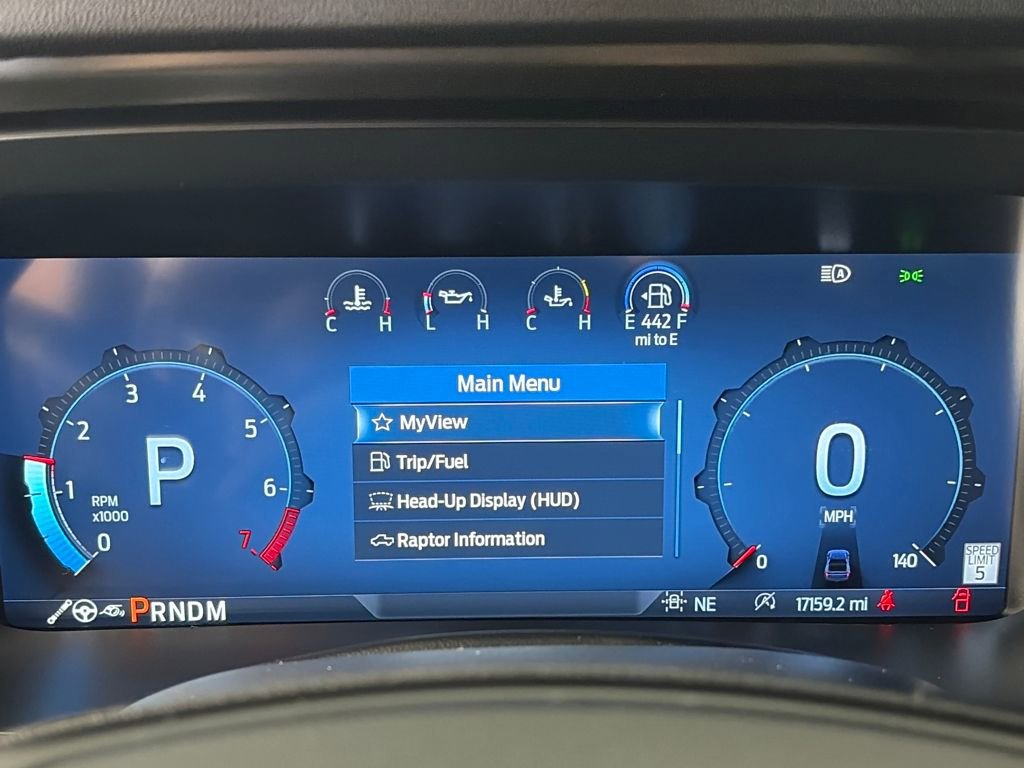 C H
L H
C H
E 442 F
mi to E
A
Main Menu
MyView
Trip/Fuel
Head-Up Display (HUD)
Raptor Information
P
RPM
x1000
0
1
2
3
4
5
6
7
0
MPH
0
140
SPEED
LIMIT
5
PRNDM
NE
A
17159.2 mi